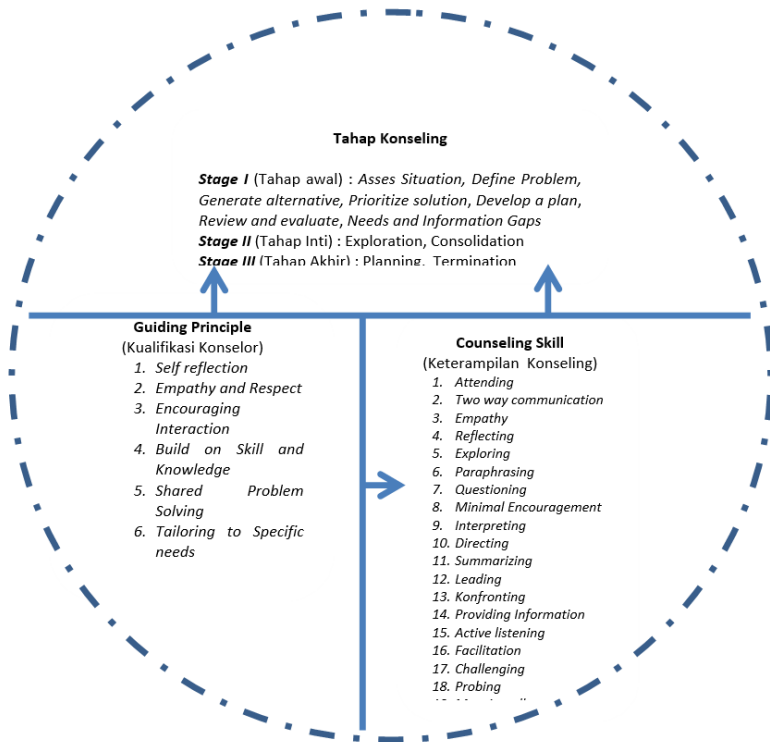 Tahap Konseling
Stage I (Tahap awal) : Asses Situation, Define Problem,
Generate alternative, Prioritize solution, Develop a plan,
Review and evaluate, Needs and Information Gaps
Stage II (Tahap Inti) : Exploration, Consolidation
Stage III (Tahap Akhir) : Planning, Termination
Guiding Principle
(Kualifikasi Konselor)
1. Self reflection
2. Empathy and Respect
3. Encouraging
Interaction
4. Build on Skill and
Knowledge
5. Shared Problem
Solving
6. Tailoring to Specific
needs
Counseling Skill
(Keterampilan Konseling)
1. Attending
2. Two way communication
3. Empathy
4. Reflecting
5. Exploring
6. Paraphrasing
7. Questioning
8. Minimal Encouragement
9. Interpreting
10. Directing
11. Summarizing
12. Leading
13. Konfronting
14. Providing Information
15. Active listening
16. Facilitation
17. Challenging
18. Probing